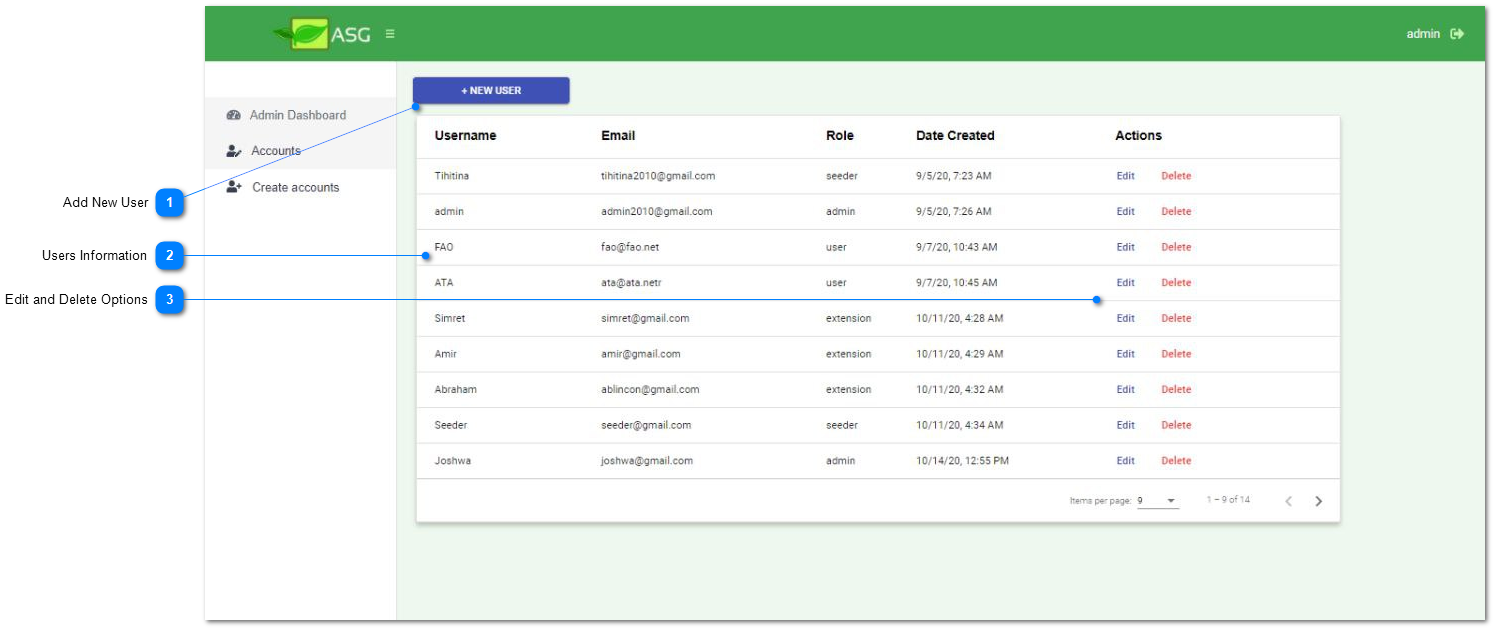 ASG
admin
+ NEW USER
Admin Dashboard
Accounts
Create accounts
Add New User 1
Users Information 2
Edit and Delete Options 3
Username Email Role Date Created Actions
Tihitina tihitina2010@gmail.com seeder 9/5/20, 7:23 AM Edit Delete
admin admin2010@gmail.com admin 9/5/20, 7:26 AM Edit Delete
FAO fao@fao.net user 9/7/20, 10:43 AM Edit Delete
ATA ata@ata.netr user 9/7/20, 10:45 AM Edit Delete
Simret simret@gmail.com extension 10/11/20, 4:28 AM Edit Delete
Amir amir@gmail.com extension 10/11/20, 4:29 AM Edit Delete
Abraham ablincon@gmail.com extension 10/11/20, 4:32 AM Edit Delete
Seeder seeder@gmail.com seeder 10/11/20, 4:34 AM Edit Delete
Joshwa joshwa@gmail.com admin 10/14/20, 12:55 PM Edit Delete
Items per page: 9 1 – 9 of 14